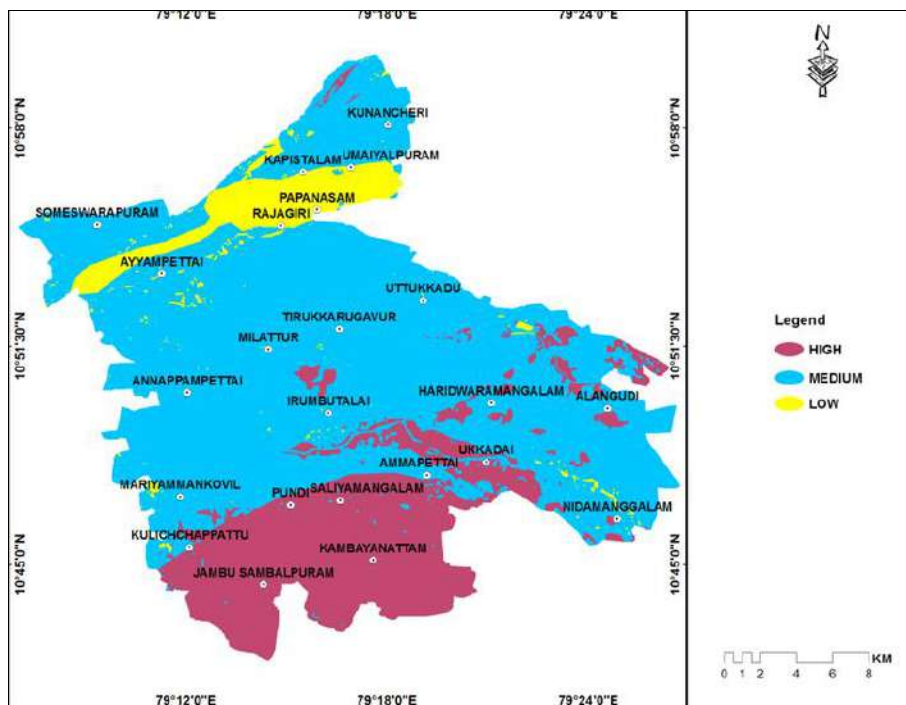 79°12'0"E 79°18'0"E 79°24'0"E
N
KUNANCHERI
10°58'0"N 10°58'0"N
KAPISTALAM UMAIYALPURAM
PAPANASAM
SOMESWARAPURAM RAJAGIRI
AYYAMPETTAI
UTTUKKADU
TIRUKKARUGAVUR
MILATTUR
10°51'30"N 10°51'30"N
Legend
HIGH
MEDIUM
LOW
ANNAPPAMPETTAI
IRUMBUTALAI HARIDWARAMANGALAM ALANGUDI
UKKADAI
AMMAPETTAI
MARIYAMMANKOVIL
PUNDI SALIYAMANGALAM
NIDAMANGGALAM
KULICHCHAPPATTU
KAMBAYANATTAM
10°45'0"N 10°45'0"N
JAMBU SAMBALPURAM
KM
0 1 2 4 6 8
79°12'0"E 79°18'0"E 79°24'0"E